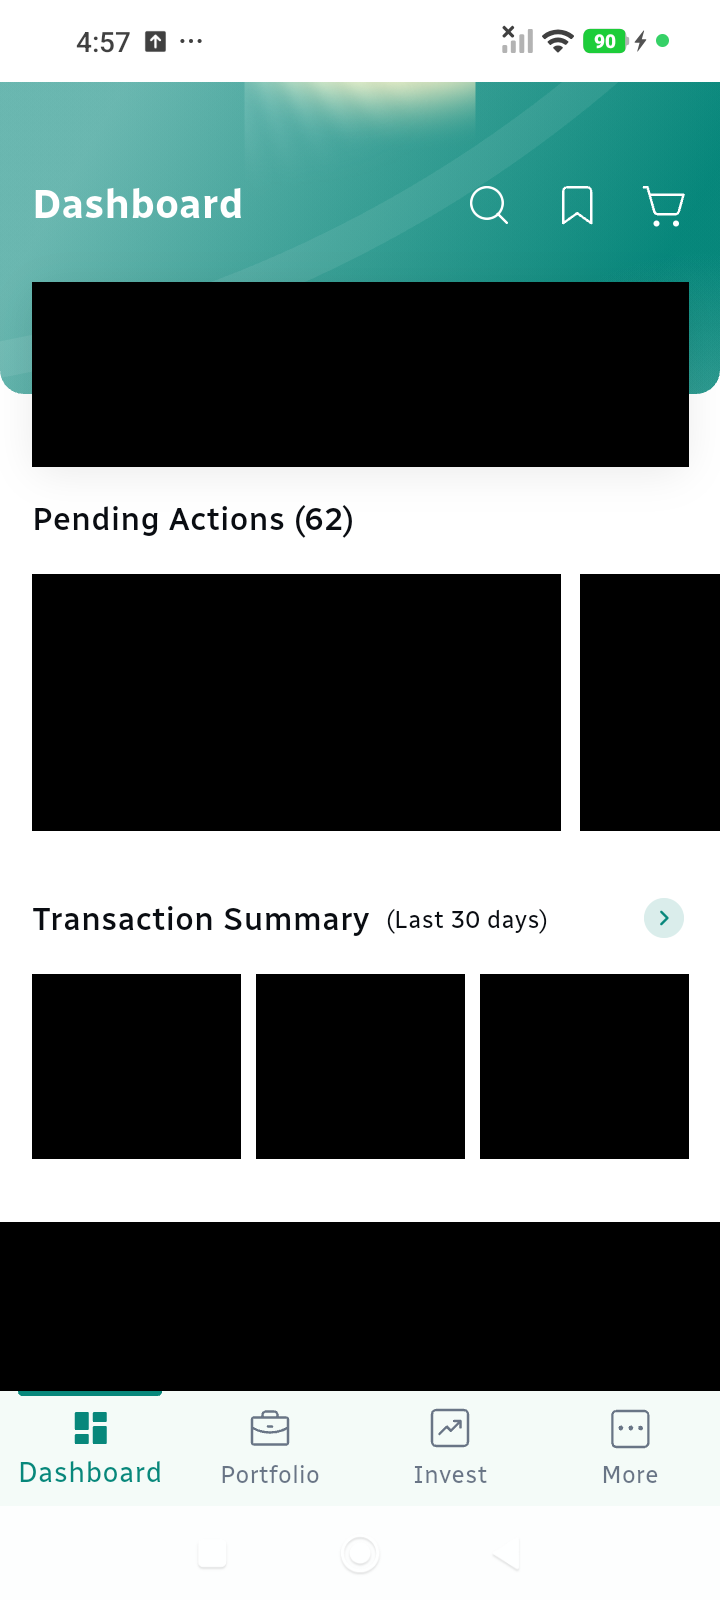 4:57
90
Dashboard
Pending Actions (62)
Transaction Summary (Last 30 days)
Dashboard
Portfolio
Invest
More